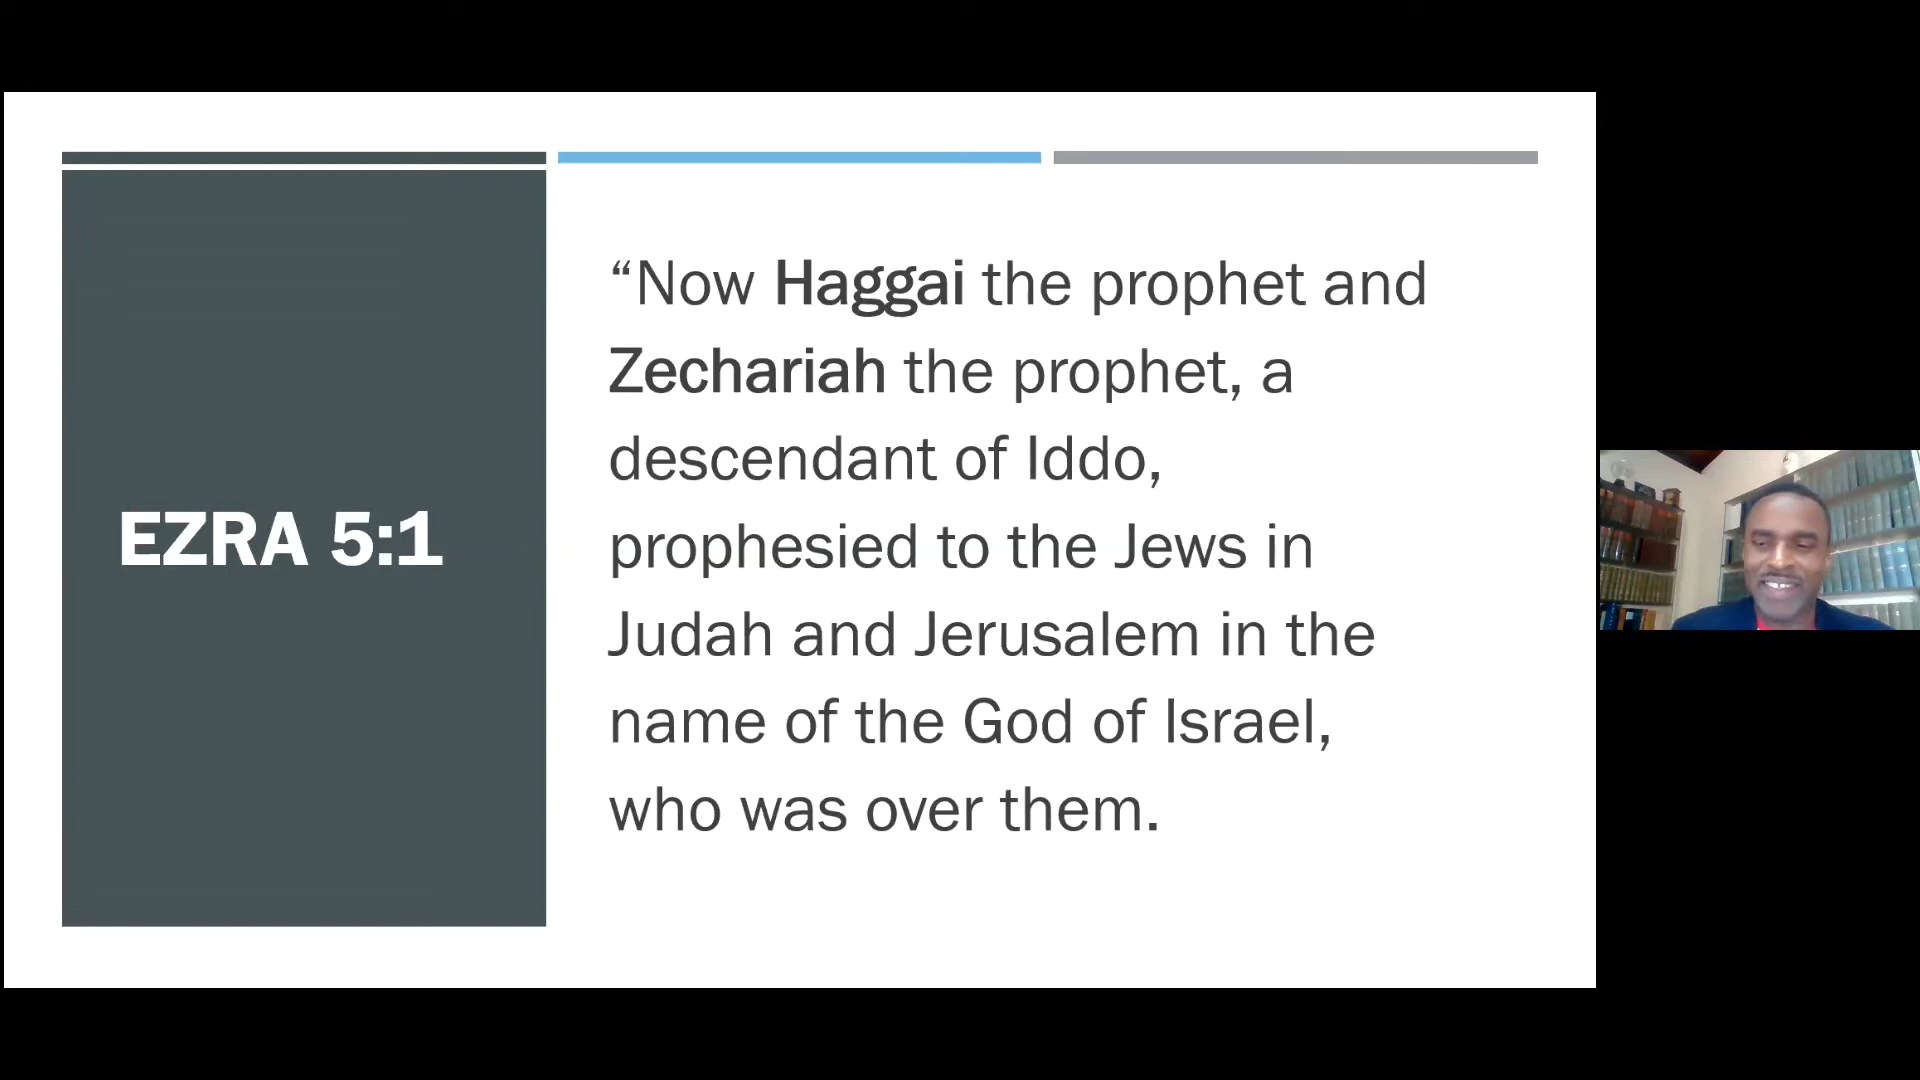 EZRA 5:1
“Now Haggai the prophet and
Zechariah the prophet, a
descendant of Iddo,
prophesied to the Jews in
Judah and Jerusalem in the
name of the God of Israel,
who was over them.